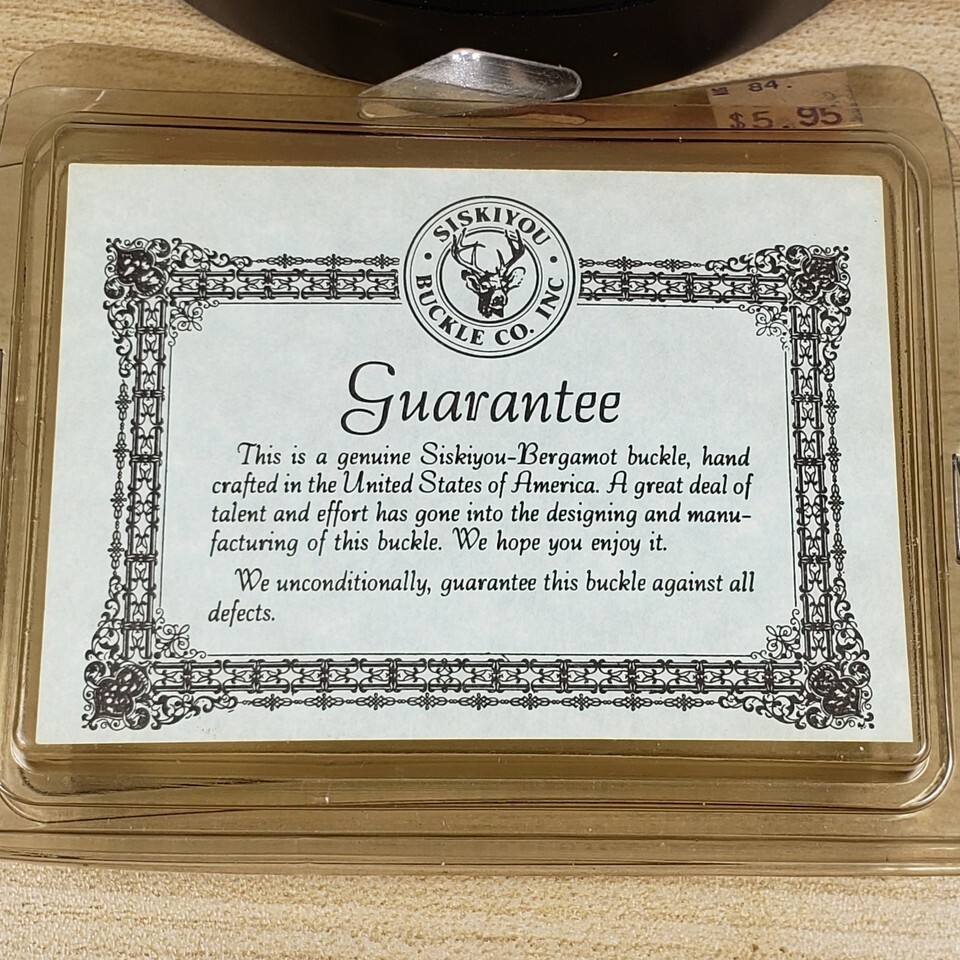 84.
$5.95
SISKIYOU
BUCKLE CO. INC
Guarantee
This is a genuine Siskiyou-Bergamot buckle, hand
crafted in the United States of America. A great deal of
talent and effort has gone into the designing and manu-
facturing of this buckle. We hope you enjoy it.
We unconditionally, guarantee this buckle against all
defects.